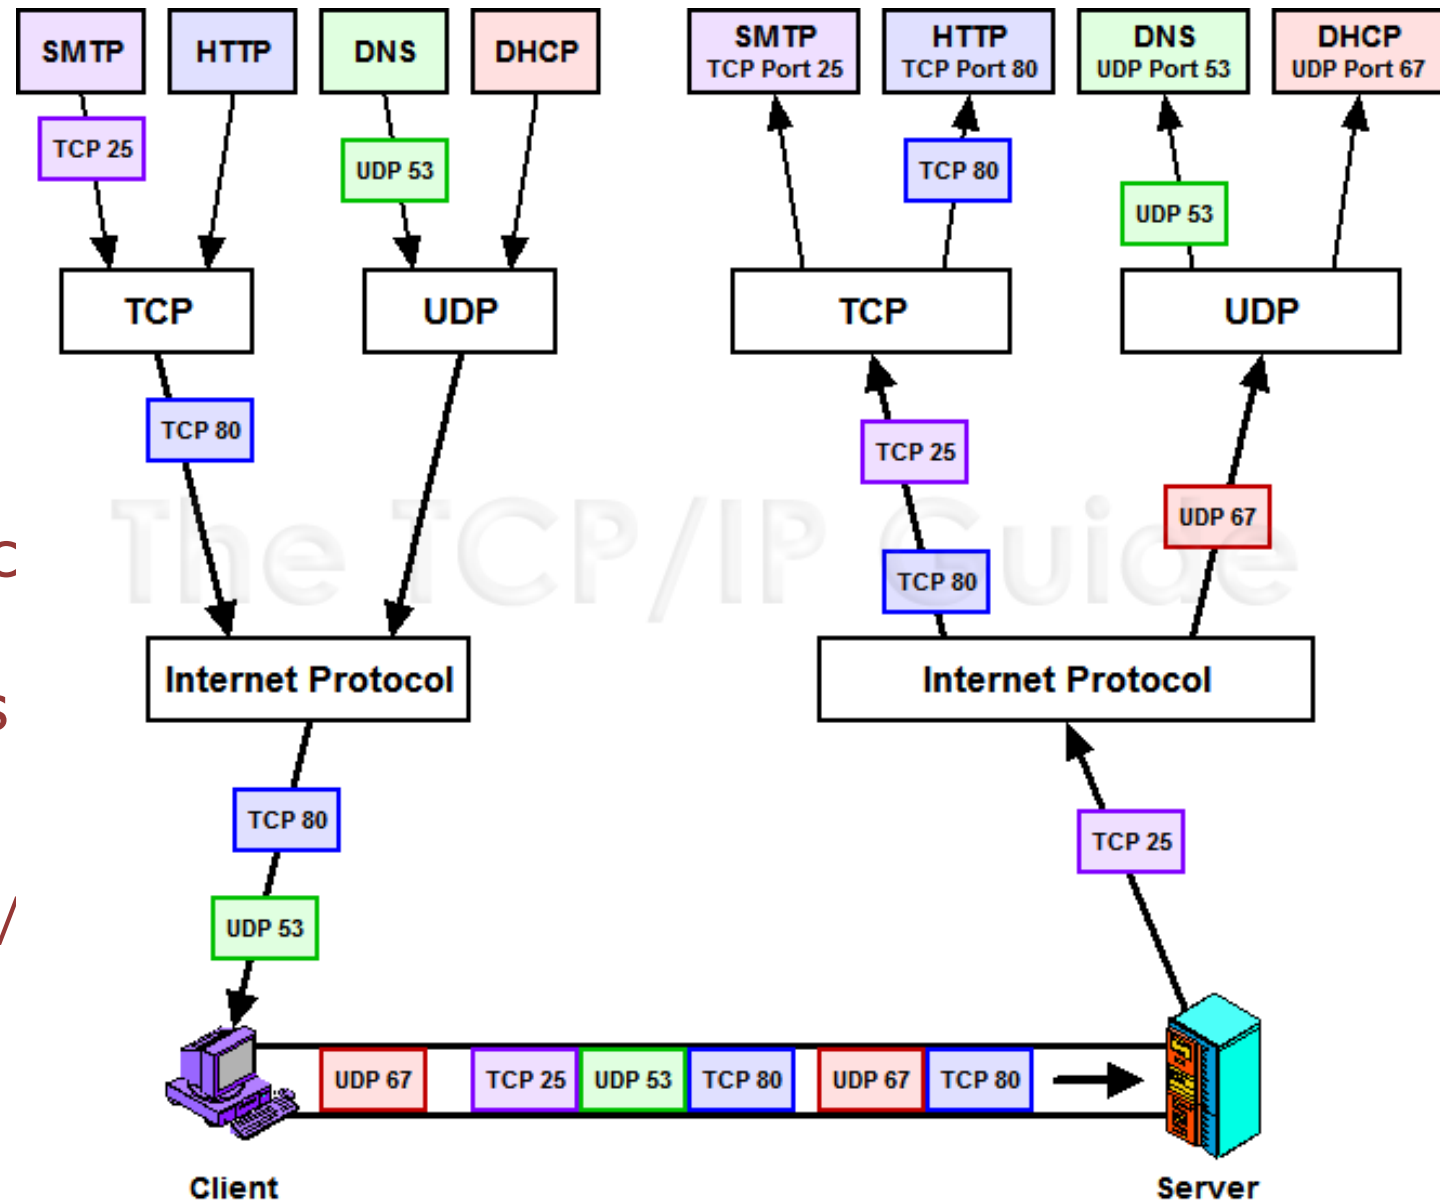 SMTP
HTTP
DNS
DHCP
SMTP
TCP Port 25
HTTP
TCP Port 80
DNS
UDP Port 53
DHCP
UDP Port 67
TCP 25
UDP 53
TCP 80
UDP 53
TCP
UDP
TCP
UDP
TCP 80
TCP 25
UDP 67
TCP 80
The TCP/IP Guide
c
s
/
Internet Protocol
Internet Protocol
TCP 80
TCP 25
UDP 53
UDP 67
TCP 25
UDP 53
TCP 80
UDP 67
TCP 80
Client
Server